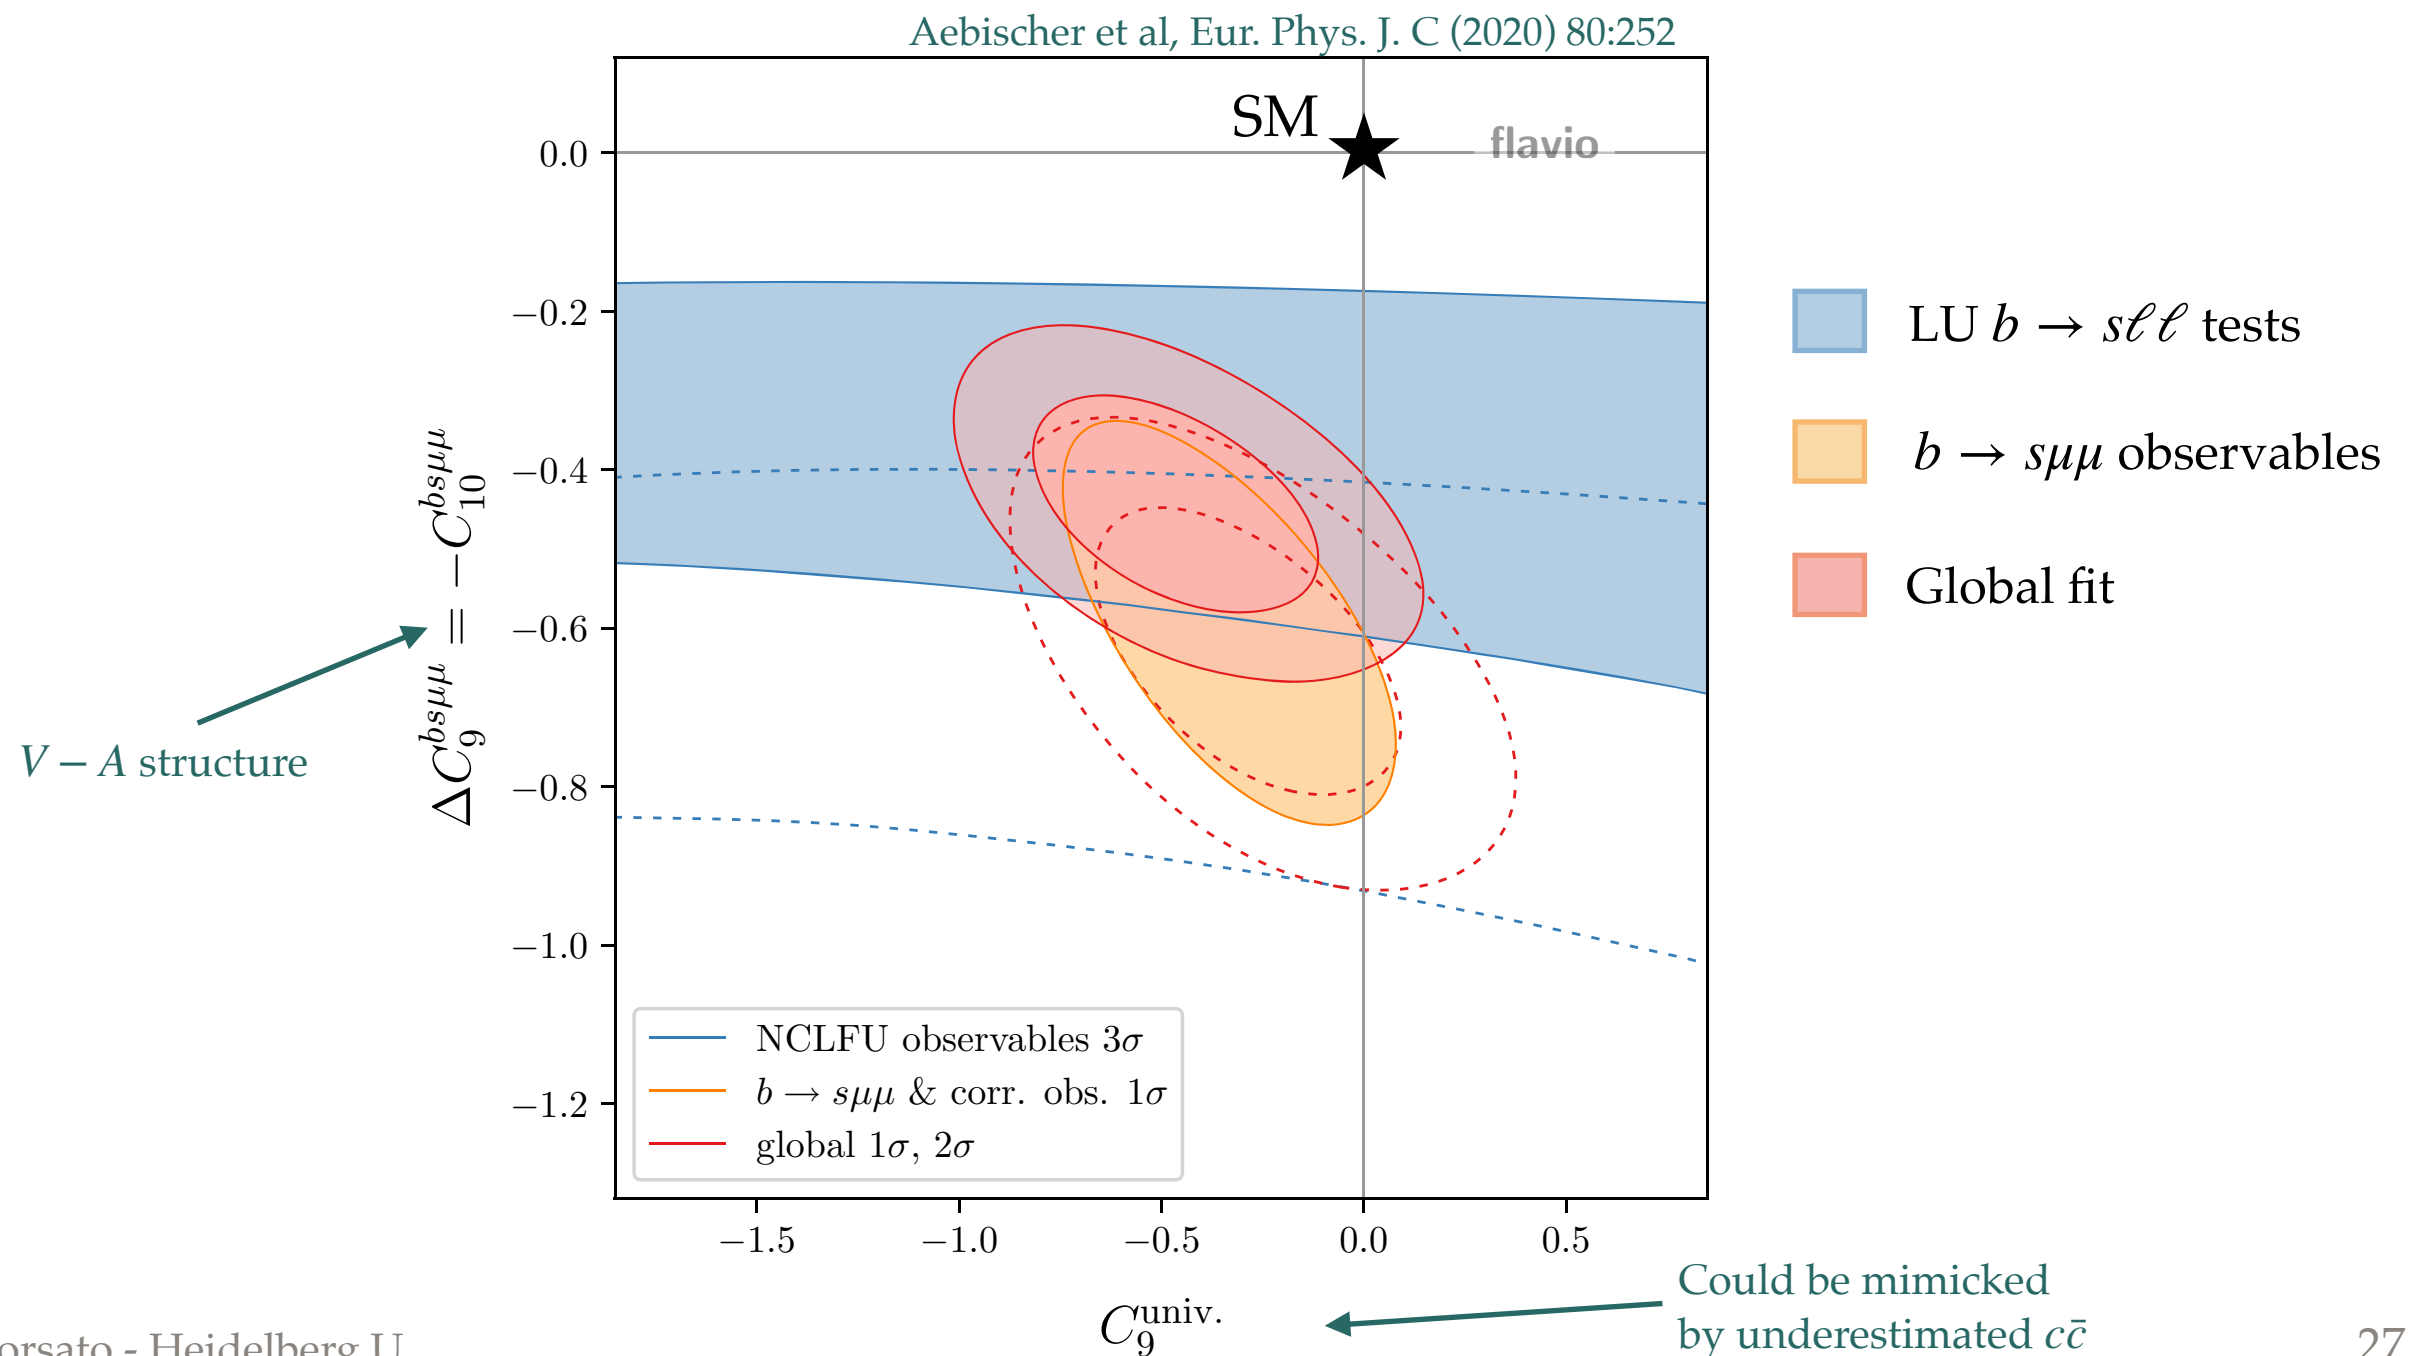 Aebischer et al, Eur. Phys. J. C (2020) 80:252
SM
flavio
0.0
−0.2
−0.4
−0.6
−0.8
−1.0
−1.2
ΔC₉^{bsμμ} = −C₁₀^{bsμμ}
V − A structure
LU b → sℓℓ tests
b → sμμ observables
Global fit
NCLFU observables 3σ
b → sμμ & corr. obs. 1σ
global 1σ, 2σ
−1.5 −1.0 −0.5 0.0 0.5
C₉^{univ.}
Could be mimicked
by underestimated cc̄
orsato - Heidelberg U
27